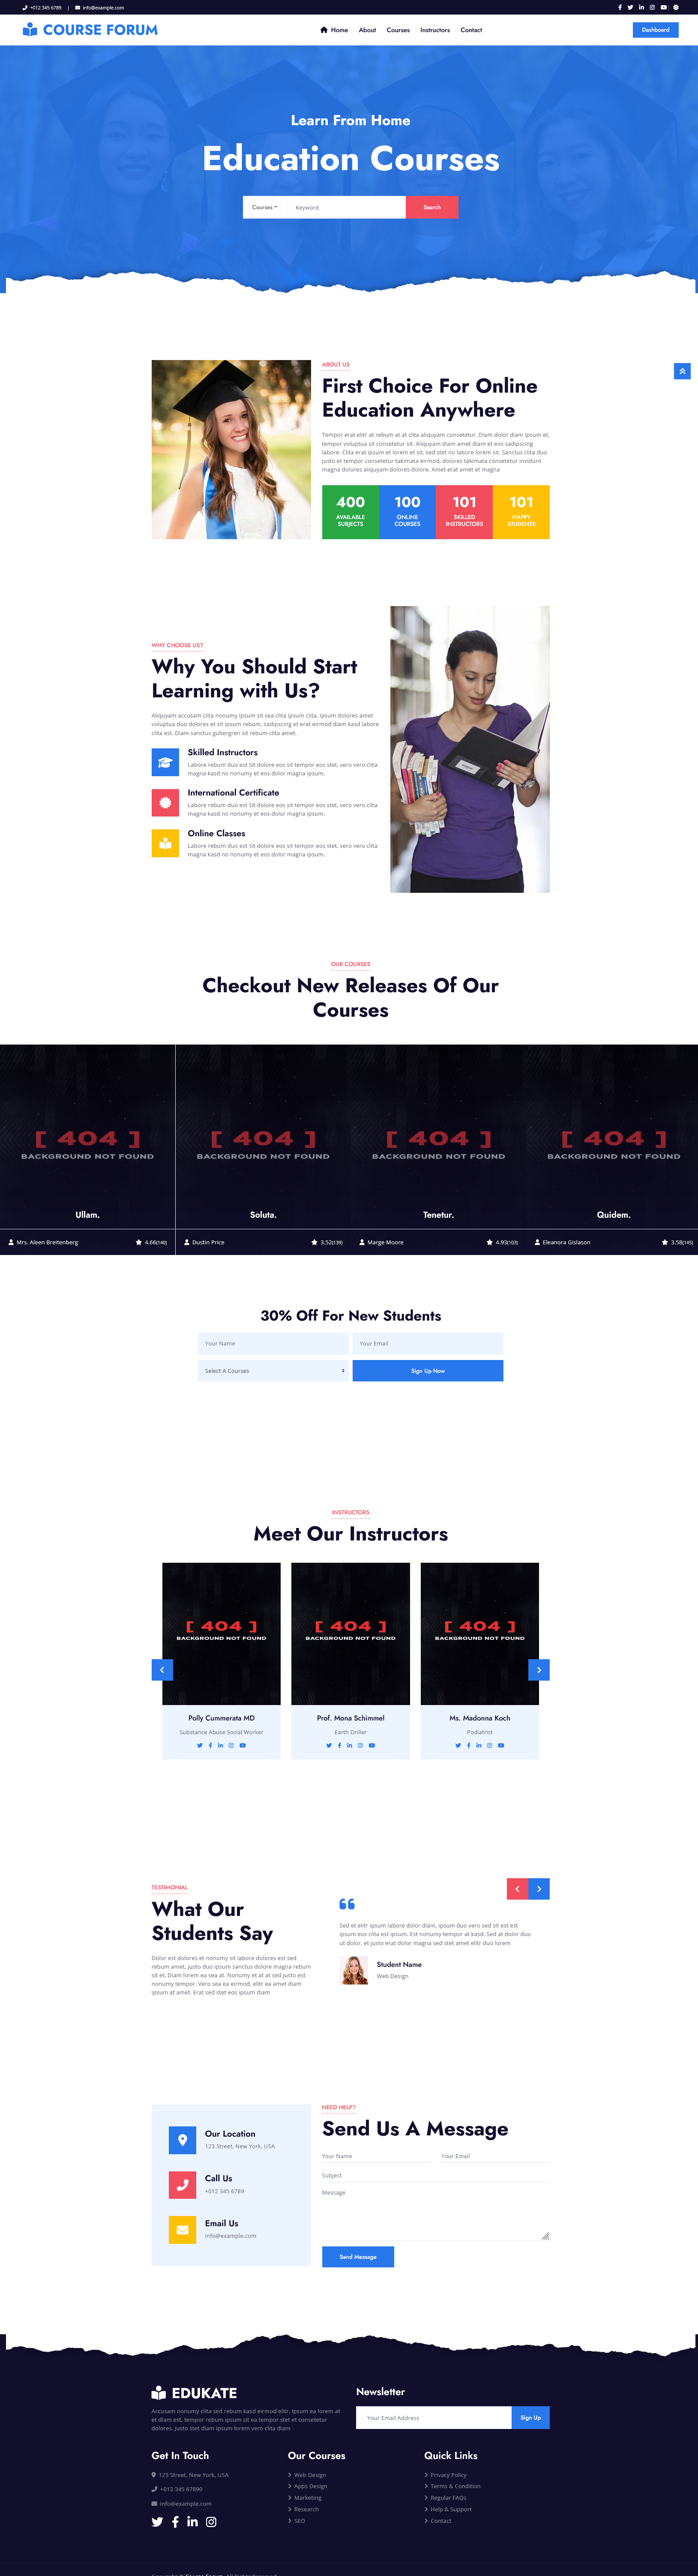 +012 345 6789 | info@example.com
COURSE FORUM
Home About Courses Instructors Contact
Dashboard
Learn From Home
Education Courses
Courses Keyword Search
ABOUT US
First Choice For Online
Education Anywhere
Tempor erat elitr at rebum at at clita aliquyam consetetur. Diam dolor diam ipsum et,
tempor voluptua sit consetetur sit. Aliquyam diam amet diam et eos sadipscing
labore. Clita erat ipsum et lorem et sit, sed stet no labore lorem sit. Sanctus clita duo
justo et tempor consetetur takimata eirmod, dolores takimata consetetur invidunt
magna dolores aliquyam dolores dolore. Amet erat amet et magna
400 100 101 101
AVAILABLE ONLINE SKILLED HAPPY
SUBJECTS COURSES INSTRUCTORS STUDENTS
WHY CHOOSE US?
Why You Should Start
Learning with Us?
Aliquyam accusam clita nonumy ipsum sit sea clita ipsum clita, ipsum dolores amet
voluptua duo dolores et sit ipsum rebum, sadipscing et erat eirmod diam kasd labore
clita est. Diam sanctus gubergren sit rebum clita amet.
Skilled Instructors
Labore rebum duo est Sit dolore eos sit tempor eos stet, vero vero clita
magna kasd no nonumy et eos dolor magna ipsum.
International Certificate
Labore rebum duo est Sit dolore eos sit tempor eos stet, vero vero clita
magna kasd no nonumy et eos dolor magna ipsum.
Online Classes
Labore rebum duo est Sit dolore eos sit tempor eos stet, vero vero clita
magna kasd no nonumy et eos dolor magna ipsum.
OUR COURSES
Checkout New Releases Of Our
Courses
[ 404 ] [ 404 ] [ 404 ] [ 404 ]
BACKGROUND NOT FOUND BACKGROUND NOT FOUND BACKGROUND NOT FOUND BACKGROUND NOT FOUND
Ullam. Soluta. Tenetur. Quidem.
Mrs. Aleen Breitenberg 4.66(140) Dustin Price 3.52(139) Marge Moore 4.93(103) Eleanora Gislason 3.58(145)
30% Off For New Students
Your Name Your Email
Select A Courses Sign Up Now
INSTRUCTORS
Meet Our Instructors
[ 404 ] [ 404 ] [ 404 ]
BACKGROUND NOT FOUND BACKGROUND NOT FOUND BACKGROUND NOT FOUND
Polly Cummerata MD Prof. Mona Schimmel Ms. Madonna Koch
Substance Abuse Social Worker Earth Driller Podiatrist
TESTIMONIAL
What Our
Students Say
Dolor est dolores et nonumy sit labore dolores est sed
rebum amet, justo duo ipsum sanctus dolore magna rebum
sit et. Diam lorem ea sea at. Nonumy et at at sed justo est
nonumy tempor. Vero sea ea eirmod, elitr ea amet diam
ipsum at amet. Erat sed stet eos ipsum diam
Sed et elitr ipsum labore dolor diam, ipsum duo vero sed sit est est
ipsum eos clita est ipsum. Est nonumy tempor at kasd. Sed at dolor duo
ut dolor, et justo erat dolor magna sed stet amet elitr duo lorem
Student Name
Web Design
Our Location
123 Street, New York, USA
Call Us
+012 345 6789
Email Us
info@example.com
NEED HELP?
Send Us A Message
Your Name Your Email
Subject
Message
Send Message
EDUKATE
Accusam nonumy clita sed rebum kasd eirmod elitr. Ipsum ea lorem at
et diam est, tempor rebum ipsum sit ea tempor stet et consetetur
dolores. Justo stet diam ipsum lorem vero clita diam
Newsletter
Your Email Address Sign Up
Get In Touch
123 Street, New York, USA
+012 345 67890
info@example.com
Our Courses
Web Design
Apps Design
Marketing
Research
SEO
Quick Links
Privacy Policy
Terms & Condition
Regular FAQs
Help & Support
Contact